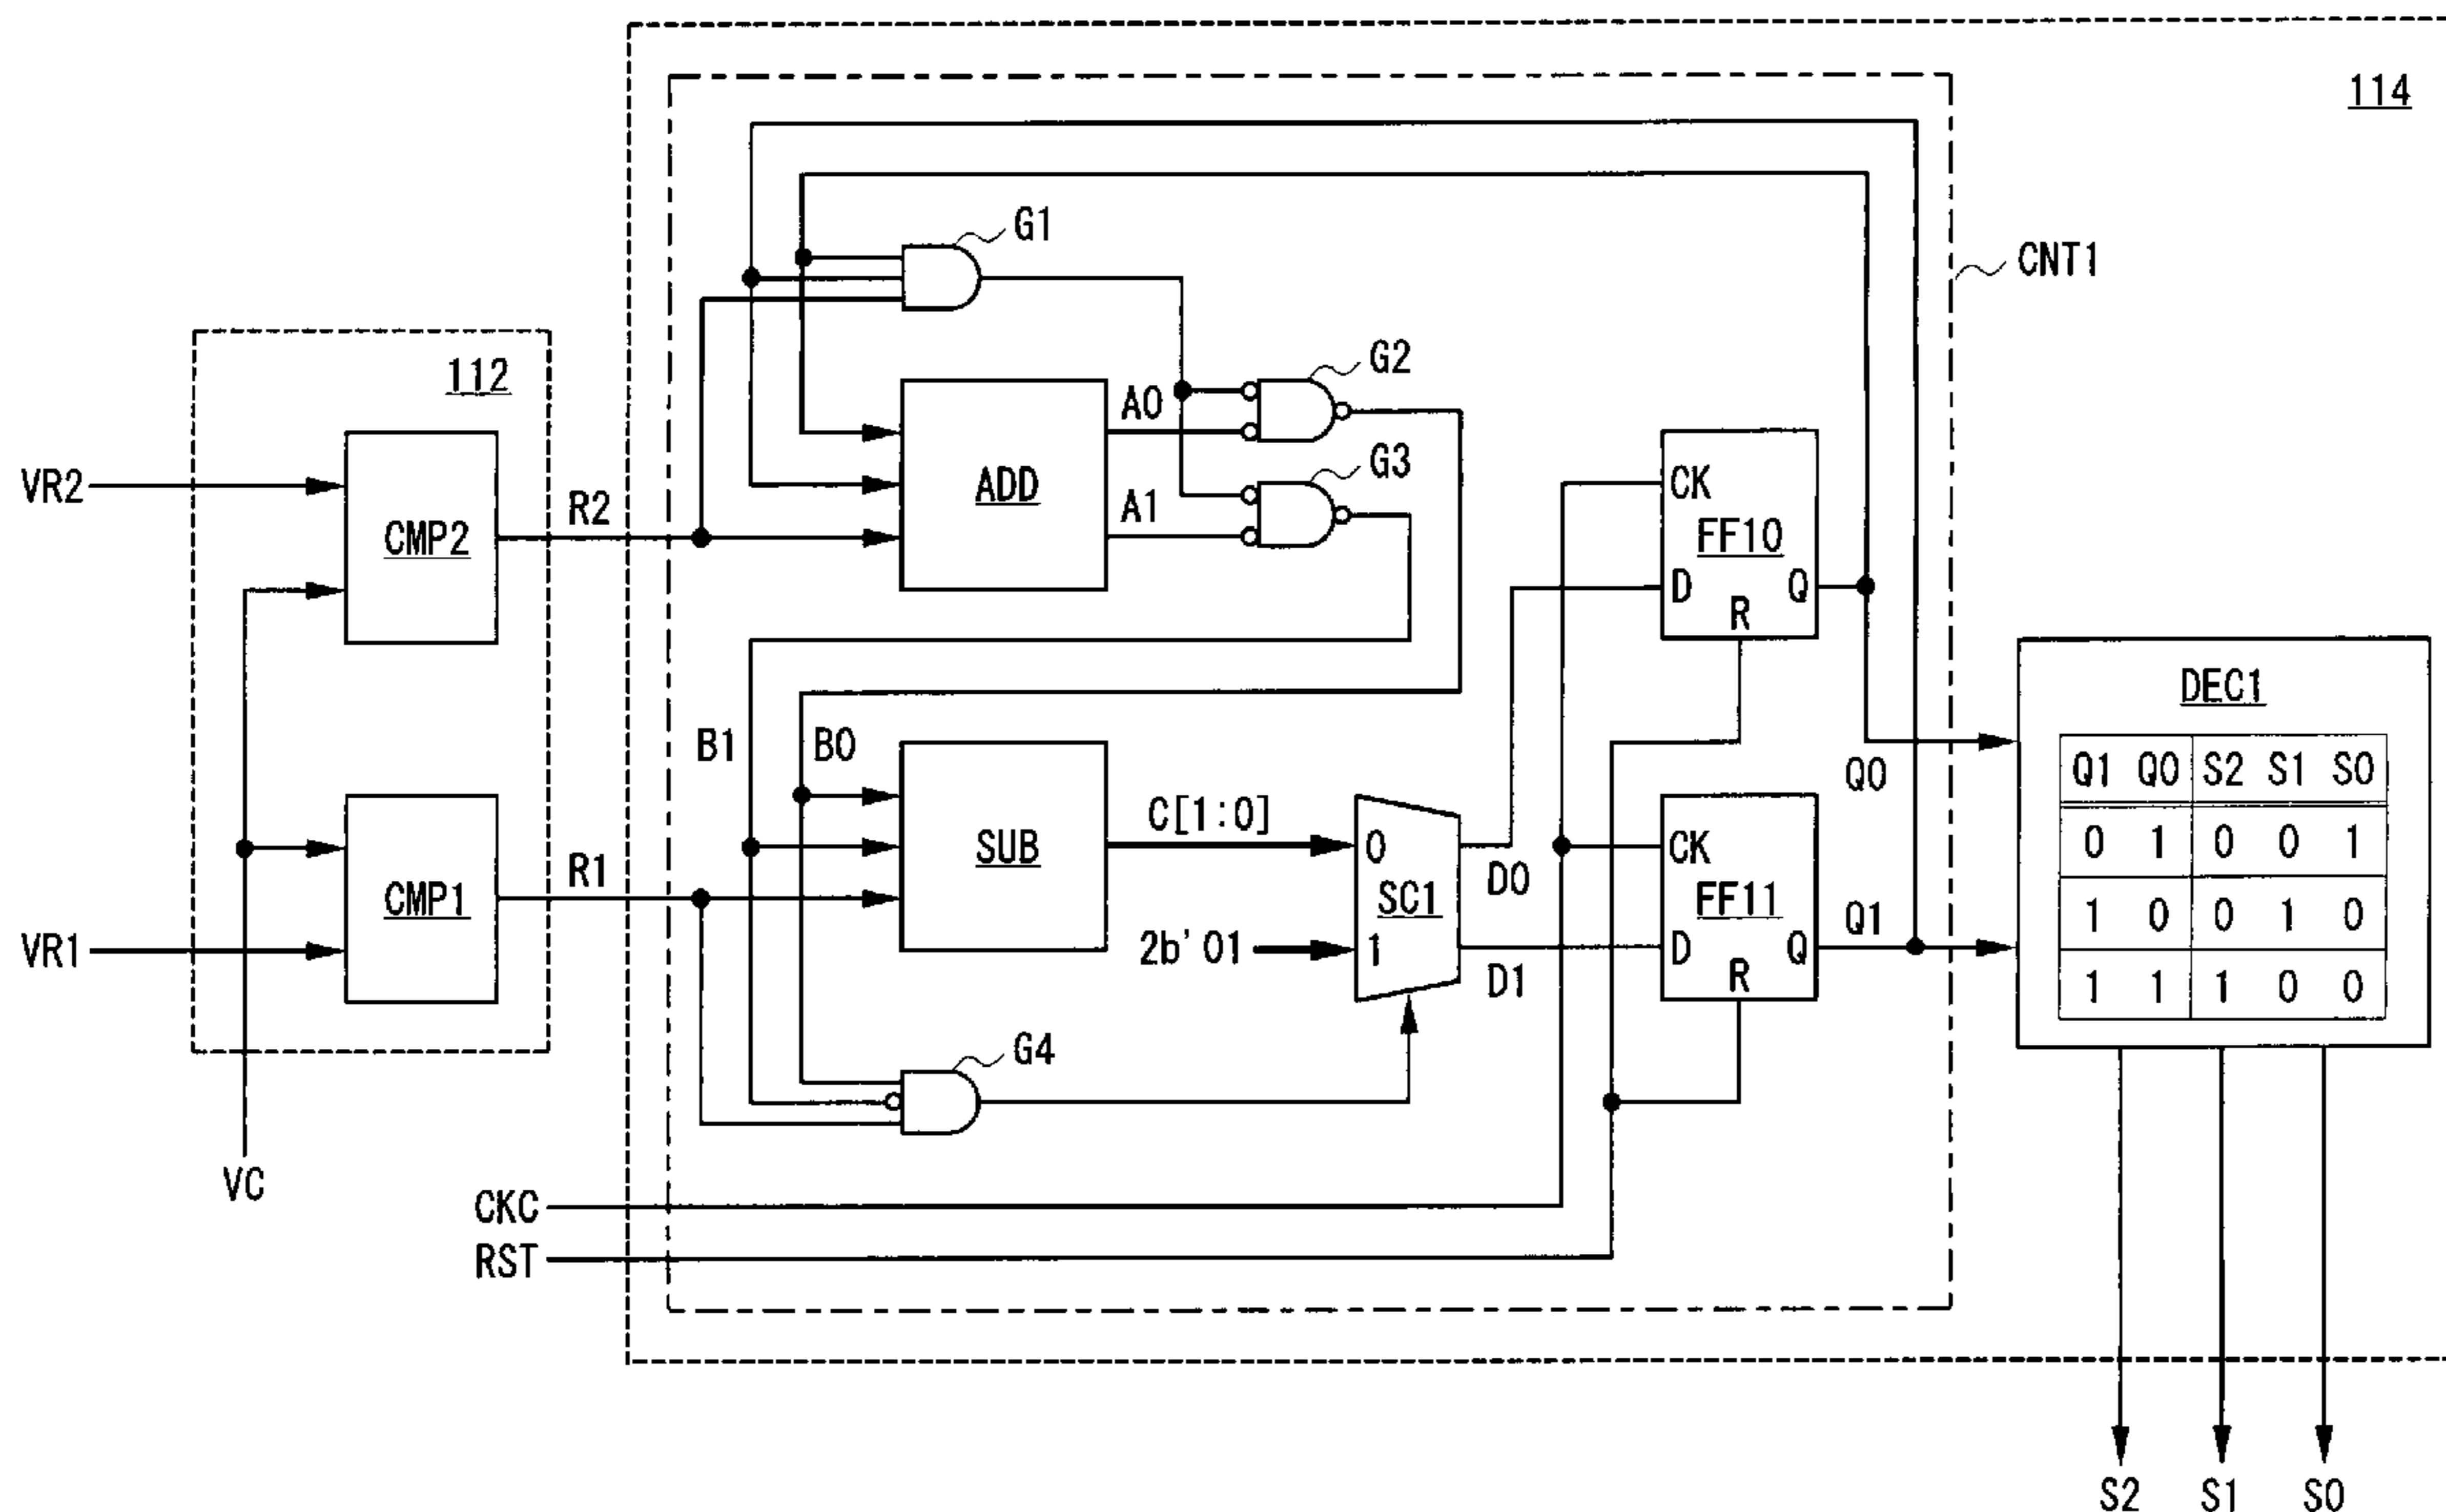 114
G1
CNT1
112
G2
A0
VR2
CMP2
R2
ADD
A1
G3
CK
FF10
D
R
Q
DEC1
Q1 Q0 S2 S1 S0
0 1 0 0 1
1 0 0 1 0
1 1 1 0 0
B1
B0
Q0
VR1
CMP1
R1
SUB
C[1:0]
2b'01
0
1
SC1
D0
D1
CK
FF11
D
R
Q
Q1
G4
VC
CKC
RST
S2
S1
S0